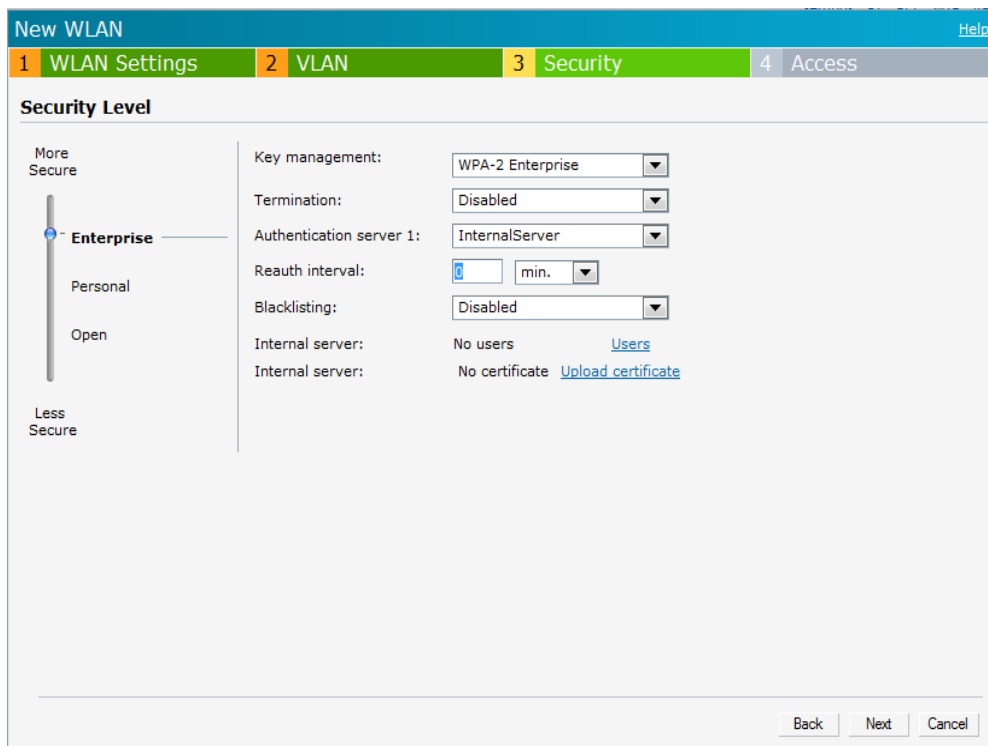 New WLAN
Help
1 WLAN Settings
2 VLAN
3 Security
4 Access
Security Level
More
Secure
Enterprise
Personal
Open
Less
Secure
Key management: WPA-2 Enterprise
Termination: Disabled
Authentication server 1: InternalServer
Reauth interval: 0 min.
Blacklisting: Disabled
Internal server: No users Users
Internal server: No certificate Upload certificate
Back Next Cancel